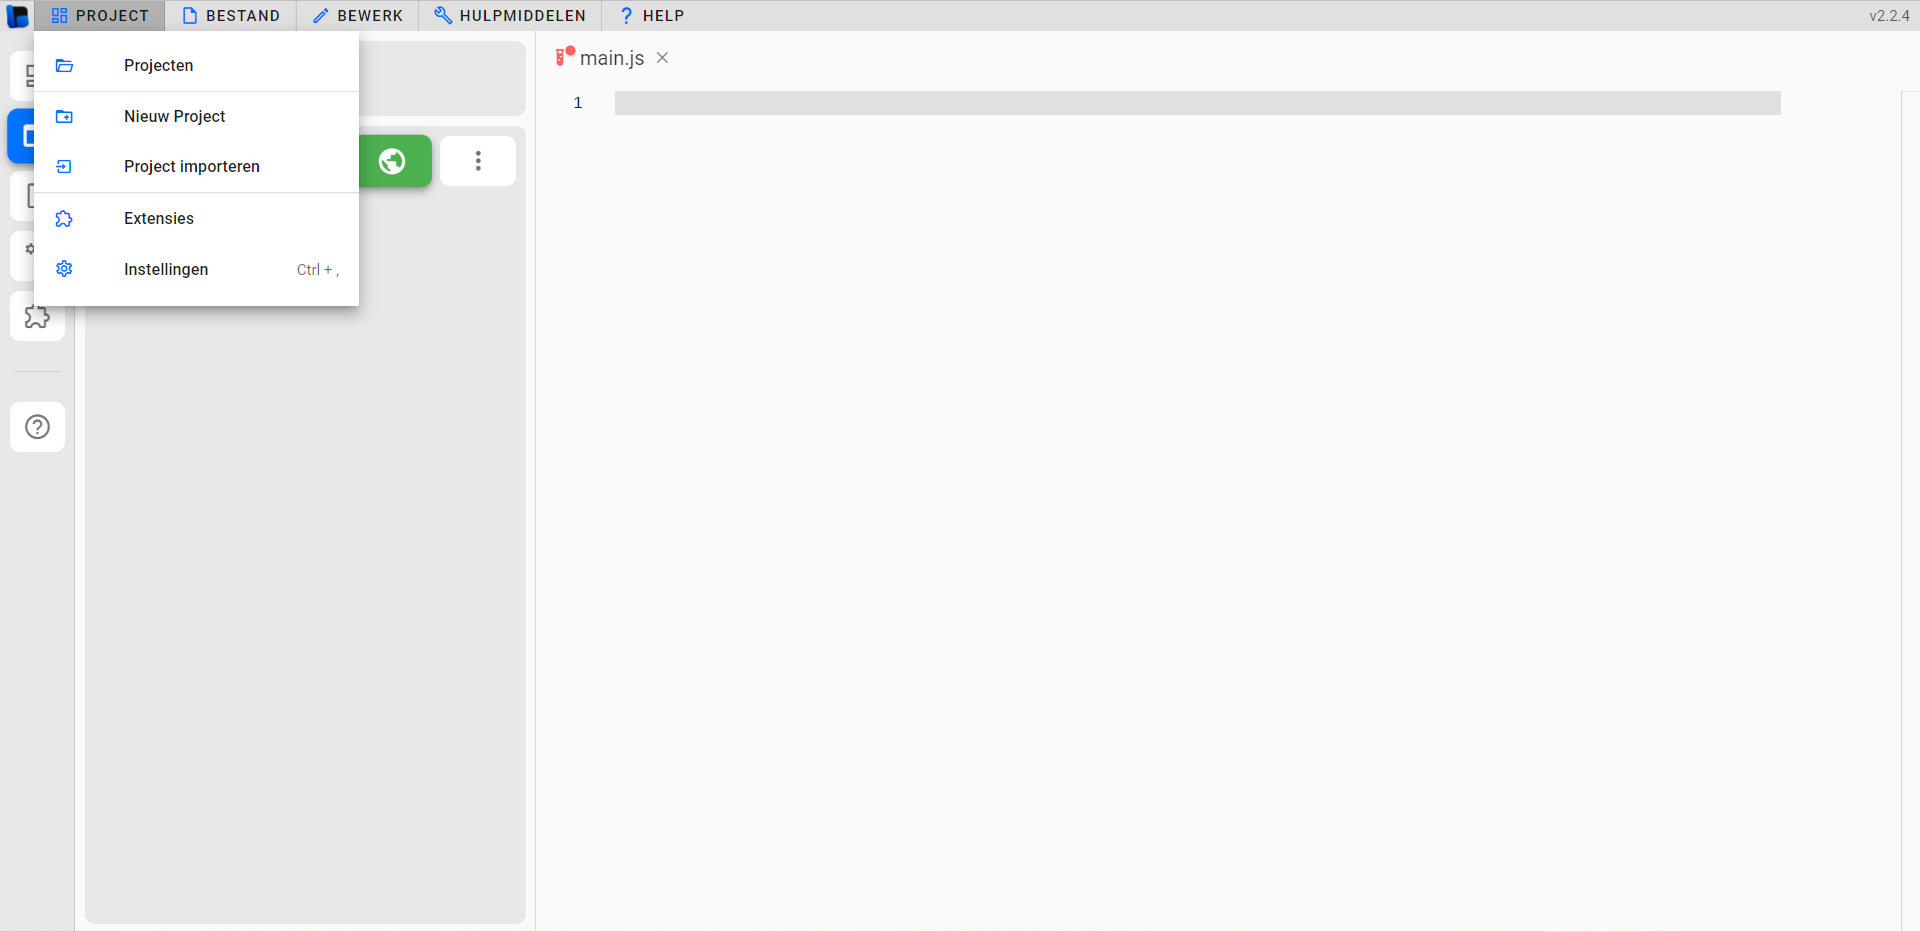 PROJECT BESTAND BEWERK HULPMIDDELEN HELP v2.2.4
Projecten
Nieuw Project
Project importeren
Extensies
Instellingen Ctrl + ,
main.js
1